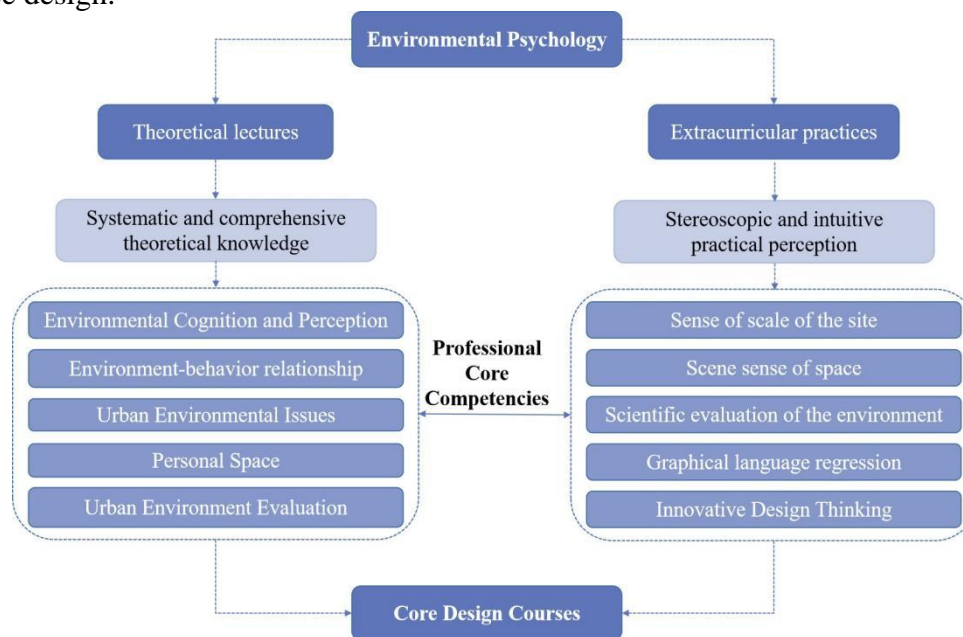 design.
Environmental Psychology
Theoretical lectures
Extracurricular practices
Systematic and comprehensive
theoretical knowledge
Stereoscopic and intuitive
practical perception
Environmental Cognition and Perception
Environment-behavior relationship
Urban Environmental Issues
Personal Space
Urban Environment Evaluation
Professional
Core
Competencies
Sense of scale of the site
Scene sense of space
Scientific evaluation of the environment
Graphical language regression
Innovative Design Thinking
Core Design Courses